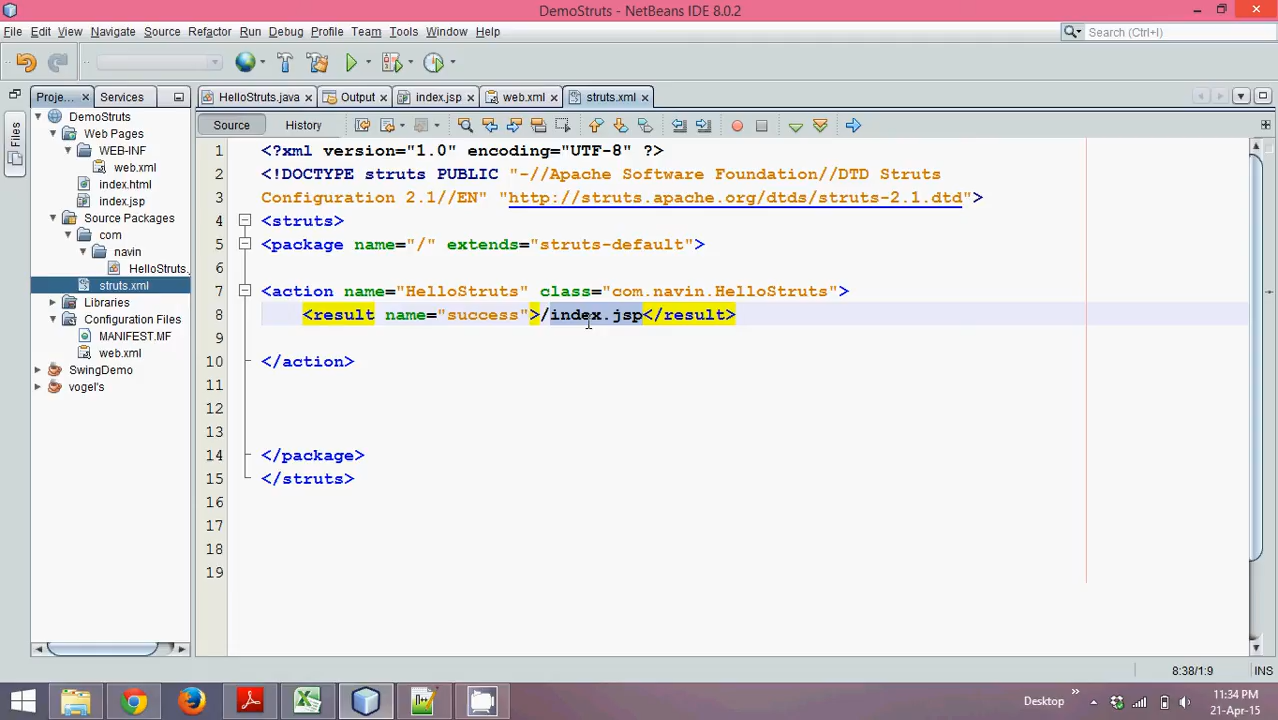 DemoStruts - NetBeans IDE 8.0.2
File Edit View Navigate Source Refactor Run Debug Profile Team Tools Window Help
Search (Ctrl+I)
Proje... Services
HelloStruts.java Output index.jsp web.xml struts.xml
Files
Source History
DemoStruts
Web Pages
WEB-INF
web.xml
index.html
index.jsp
Source Packages
com
navin
HelloStruts.
struts.xml
Libraries
Configuration Files
MANIFEST.MF
web.xml
SwingDemo
vogel's
1 <?xml version="1.0" encoding="UTF-8" ?>
2 <!DOCTYPE struts PUBLIC "-//Apache Software Foundation//DTD Struts
3 Configuration 2.1//EN" "http://struts.apache.org/dtds/struts-2.1.dtd">
4 <struts>
5 <package name="/" extends="struts-default">
6
7 <action name="HelloStruts" class="com.navin.HelloStruts">
8 <result name="success">/index.jsp</result>
9
10 </action>
11
12
13
14 </package>
15 </struts>
16
17
18
19
8:38/1:9 INS
Desktop
11:34 PM
21-Apr-15